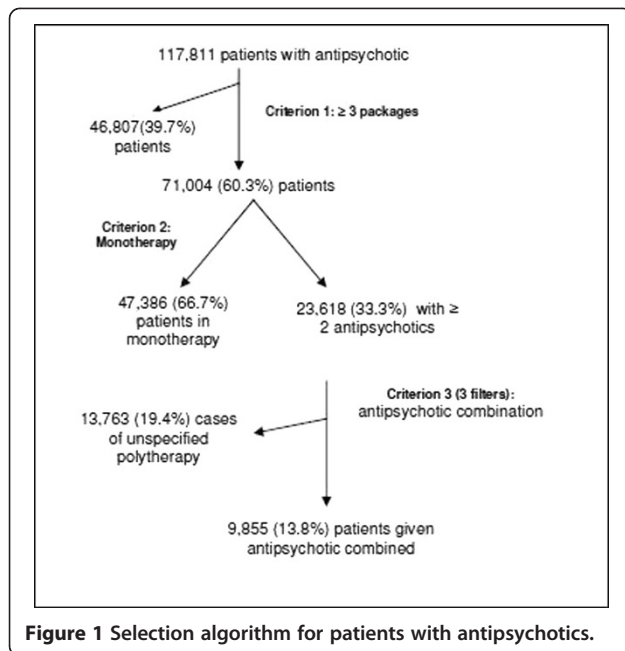 117,811 patients with antipsychotic
Criterion 1: ≥ 3 packages
46,807(39.7%)
patients
71,004 (60.3%) patients
Criterion 2:
Monotherapy
47,386 (66.7%)
patients in
monotherapy
23,618 (33.3%) with ≥
2 antipsychotics
Criterion 3 (3 filters):
antipsychotic combination
13,763 (19.4%) cases
of unspecified
polytherapy
9,855 (13.8%) patients given
antipsychotic combined
Figure 1 Selection algorithm for patients with antipsychotics.